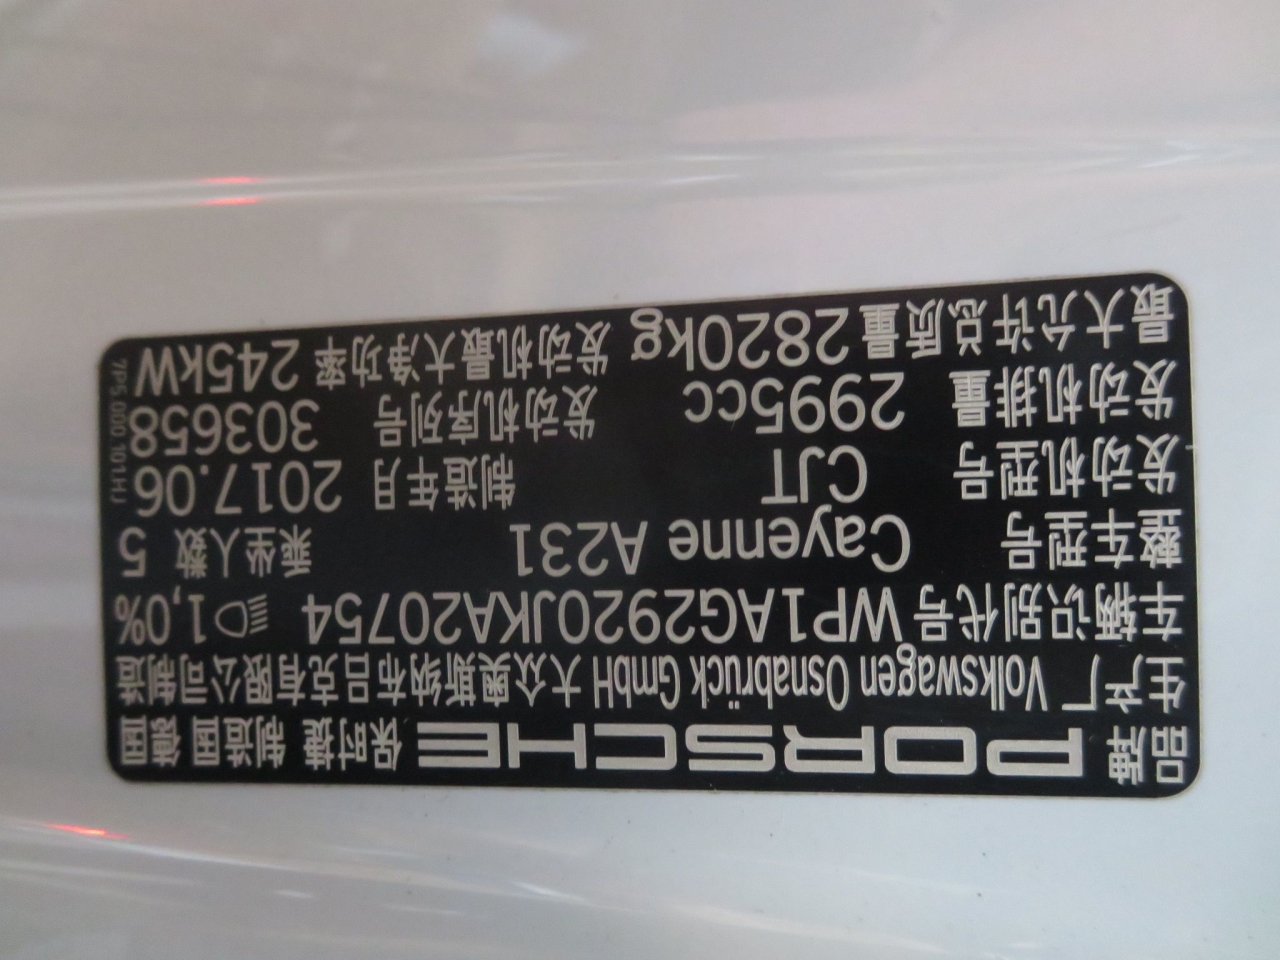 品牌 PORSCHE 保时捷 制造国 德国
生产厂 Volkswagen Osnabrück GmbH 大众奥斯纳布吕克有限公司制造
车辆识别代号 WP1AG2920JKA20754 1,0%
整车型号 Cayenne A231 乘坐人数 5
发动机型号 CJT 制造年月 2017.06
发动机排量 2995cc 发动机序列号 303658
最大允许总质量 2820kg 发动机最大净功率 245kW
7P5.000.101.HJ